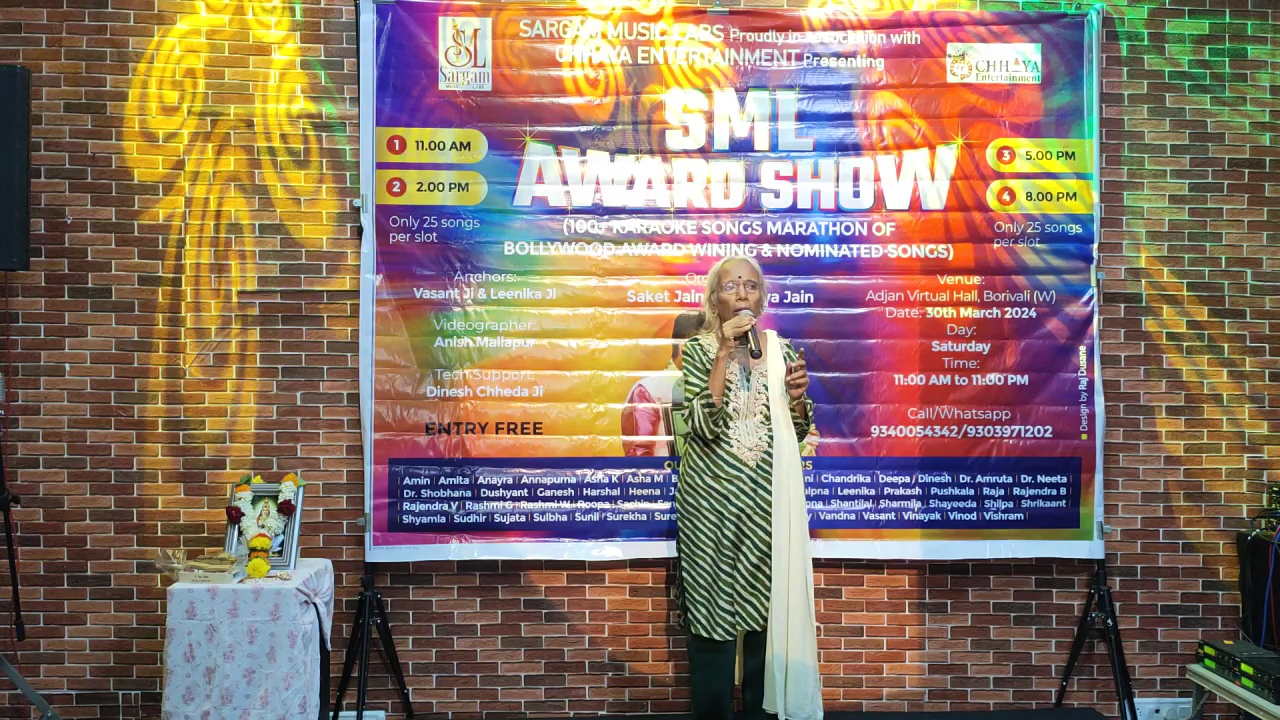 SML
Sargam
MUSIC LABS
SARGAM MUSIC LABS Proudly in association with
CHHAYA ENTERTAINMENT Presenting
CHHAYA
Entertainment
SML
AWARD SHOW
1 11.00 AM
2 2.00 PM
Only 25 songs
per slot
3 5.00 PM
4 8.00 PM
Only 25 songs
per slot
(100+ KARAOKE SONGS MARATHON OF
BOLLYWOOD AWARD WINING & NOMINATED SONGS)
Anchors:
Vasant Ji & Leenika Ji
Videographer:
Anish Mallapur
Tech Support:
Dinesh Chheda Ji
ENTRY FREE
Saket Jain
Jain
Venue:
Adjan Virtual Hall, Borivali (W)
Date: 30th March 2024
Day:
Saturday
Time:
11:00 AM to 11:00 PM
Call/Whatsapp
9340054342/9303971202
Design by Raj Dusane
Amin | Amita | Anayra | Annapurna | Asha K | Asha M | Chandrika | Deepa | Dinesh | Dr. Amruta | Dr. Neeta
Dr. Shobhana | Dushyant | Ganesh | Harshal | Heena | Leenika | Prakash | Pushkala | Raja | Rajendra B
Rajendra V | Rashmi G | Rashmi W | Roopa | Sachin | Shantilal | Sharmila | Shayeeda | Shilpa | Shrikaant
Shyamla | Sudhir | Sujata | Sulbha | Sunil | Surekha | Vandna | Vasant | Vinayak | Vinod | Vishram